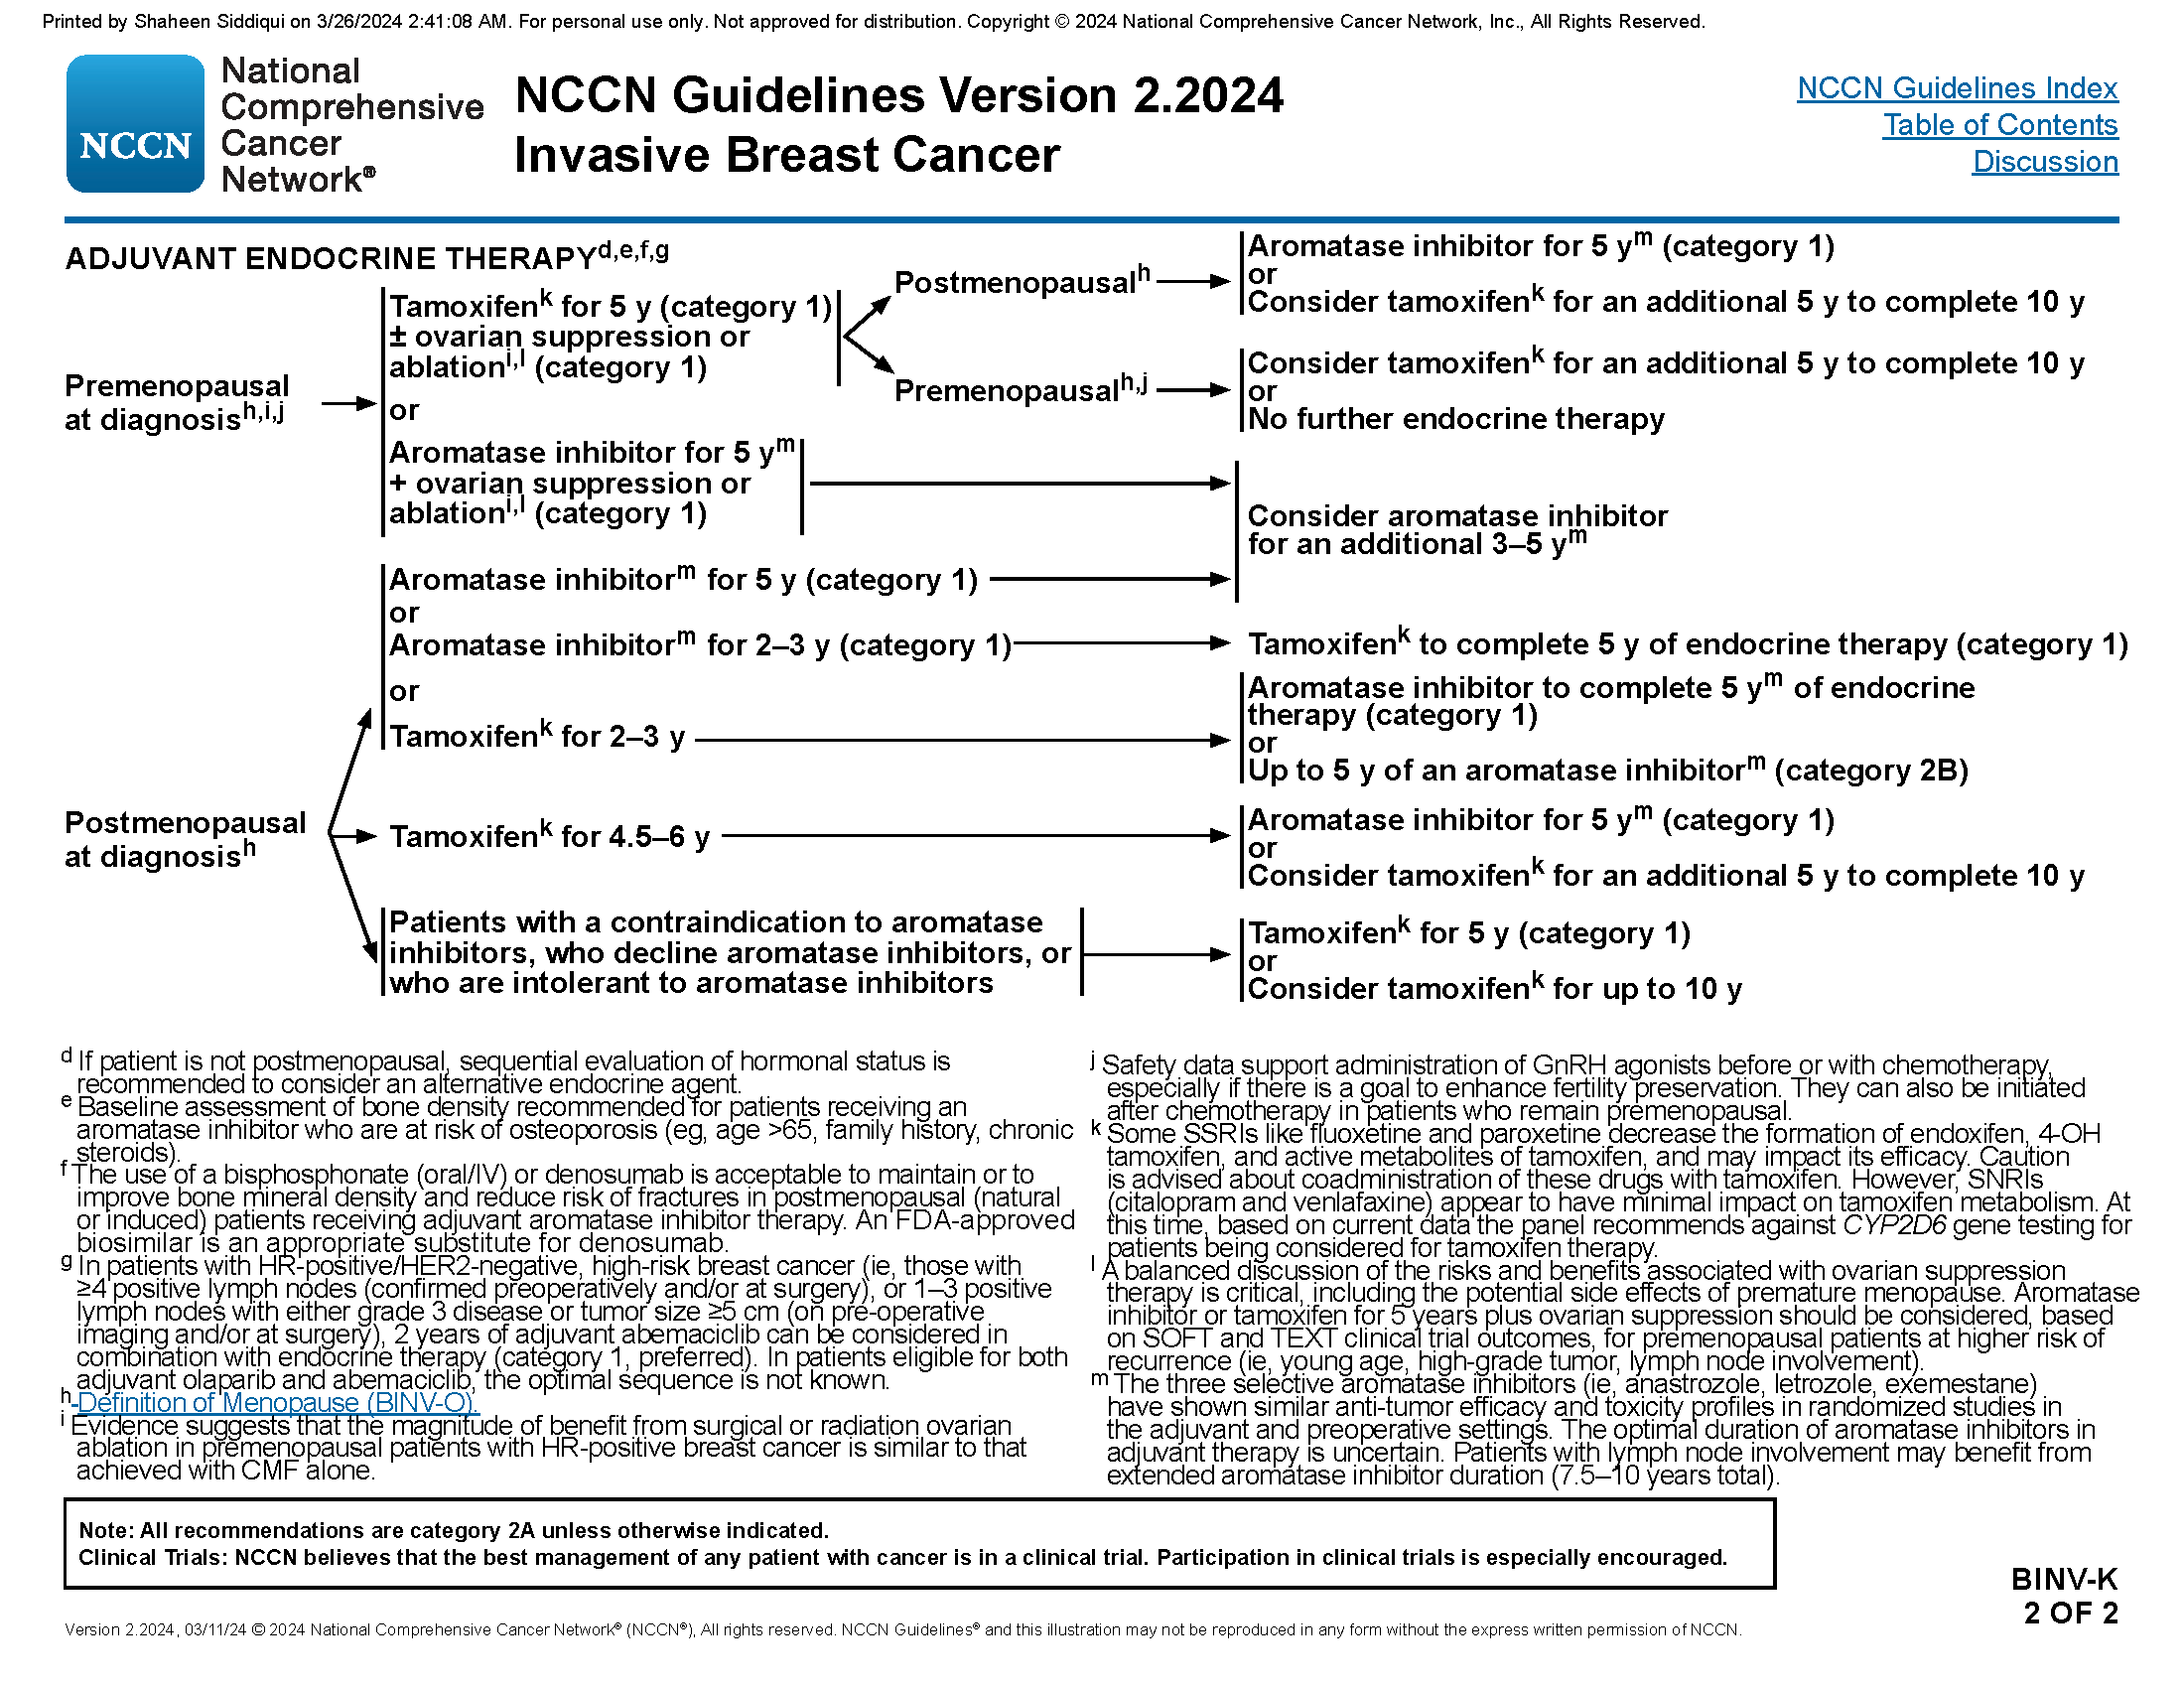 Printed by Shaheen Siddiqui on 3/26/2024 2:41:08 AM. For personal use only. Not approved for distribution. Copyright © 2024 National Comprehensive Cancer Network, Inc., All Rights Reserved.
NCCN
National
Comprehensive
Cancer
Network®
NCCN Guidelines Version 2.2024
Invasive Breast Cancer
NCCN Guidelines Index
Table of Contents
Discussion
ADJUVANT ENDOCRINE THERAPYd,e,f,g
Premenopausal
at diagnosish,i,j
Tamoxifenk for 5 y (category 1)
± ovarian suppression or
ablationi,l (category 1)
or
Aromatase inhibitor for 5 ym
+ ovarian suppression or
ablationi,l (category 1)
Postmenopausalh
Premenopausalh,j
Aromatase inhibitor for 5 ym (category 1)
or
Consider tamoxifenk for an additional 5 y to complete 10 y
Consider tamoxifenk for an additional 5 y to complete 10 y
or
No further endocrine therapy
Consider aromatase inhibitor
for an additional 3–5 ym
Postmenopausal
at diagnosish
Aromatase inhibitorm for 5 y (category 1)
or
Aromatase inhibitorm for 2–3 y (category 1)
or
Tamoxifenk for 2–3 y
Tamoxifenk to complete 5 y of endocrine therapy (category 1)
Aromatase inhibitor to complete 5 ym of endocrine
therapy (category 1)
or
Up to 5 y of an aromatase inhibitorm (category 2B)
Tamoxifenk for 4.5–6 y
Aromatase inhibitor for 5 ym (category 1)
or
Consider tamoxifenk for an additional 5 y to complete 10 y
Patients with a contraindication to aromatase
inhibitors, who decline aromatase inhibitors, or
who are intolerant to aromatase inhibitors
Tamoxifenk for 5 y (category 1)
or
Consider tamoxifenk for up to 10 y
d If patient is not postmenopausal, sequential evaluation of hormonal status is
recommended to consider an alternative endocrine agent.
e Baseline assessment of bone density recommended for patients receiving an
aromatase inhibitor who are at risk of osteoporosis (eg, age >65, family history, chronic
steroids).
f The use of a bisphosphonate (oral/IV) or denosumab is acceptable to maintain or to
improve bone mineral density and reduce risk of fractures in postmenopausal (natural
or induced) patients receiving adjuvant aromatase inhibitor therapy. An FDA-approved
biosimilar is an appropriate substitute for denosumab.
g In patients with HR-positive/HER2-negative, high-risk breast cancer (ie, those with
≥4 positive lymph nodes (confirmed preoperatively and/or at surgery), or 1–3 positive
lymph nodes with either grade 3 disease or tumor size ≥5 cm (on pre-operative
imaging and/or at surgery), 2 years of adjuvant abemaciclib can be considered in
combination with endocrine therapy (category 1, preferred). In patients eligible for both
adjuvant olaparib and abemaciclib, the optimal sequence is not known.
h Definition of Menopause (BINV-O).
i Evidence suggests that the magnitude of benefit from surgical or radiation ovarian
ablation in premenopausal patients with HR-positive breast cancer is similar to that
achieved with CMF alone.
j Safety data support administration of GnRH agonists before or with chemotherapy,
especially if there is a goal to enhance fertility preservation. They can also be initiated
after chemotherapy in patients who remain premenopausal.
k Some SSRIs like fluoxetine and paroxetine decrease the formation of endoxifen, 4-OH
tamoxifen, and active metabolites of tamoxifen, and may impact its efficacy. Caution
is advised about coadministration of these drugs with tamoxifen. However, SNRIs
(citalopram and venlafaxine) appear to have minimal impact on tamoxifen metabolism. At
this time, based on current data the panel recommends against CYP2D6 gene testing for
patients being considered for tamoxifen therapy.
l A balanced discussion of the risks and benefits associated with ovarian suppression
therapy is critical, including the potential side effects of premature menopause. Aromatase
inhibitor or tamoxifen for 5 years plus ovarian suppression should be considered, based
on SOFT and TEXT clinical trial outcomes, for premenopausal patients at higher risk of
recurrence (ie, young age, high-grade tumor, lymph node involvement).
m The three selective aromatase inhibitors (ie, anastrozole, letrozole, exemestane)
have shown similar anti-tumor efficacy and toxicity profiles in randomized studies in
the adjuvant and preoperative settings. The optimal duration of aromatase inhibitors in
adjuvant therapy is uncertain. Patients with lymph node involvement may benefit from
extended aromatase inhibitor duration (7.5–10 years total).
Note: All recommendations are category 2A unless otherwise indicated.
Clinical Trials: NCCN believes that the best management of any patient with cancer is in a clinical trial. Participation in clinical trials is especially encouraged.
BINV-K
2 OF 2
Version 2.2024, 03/11/24 © 2024 National Comprehensive Cancer Network® (NCCN®), All rights reserved. NCCN Guidelines® and this illustration may not be reproduced in any form without the express written permission of NCCN.